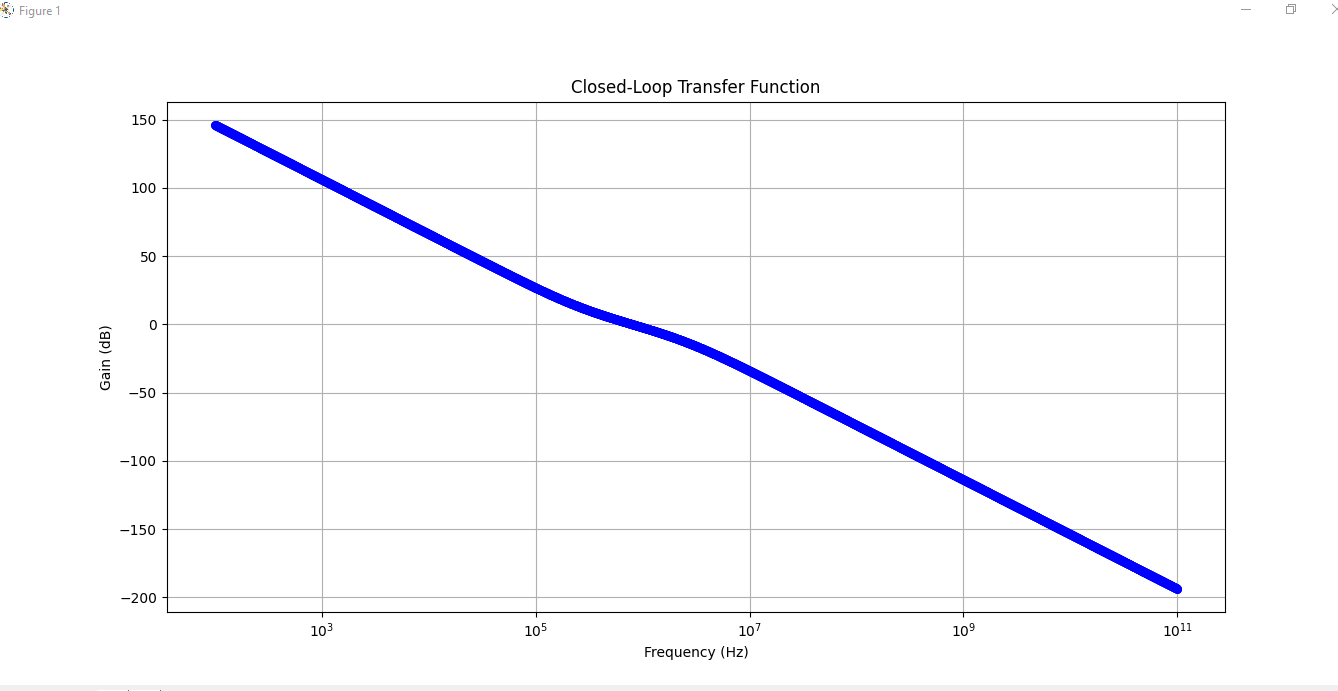 Figure 1
Closed-Loop Transfer Function
150
100
50
0
−50
−100
−150
−200
Gain (dB)
10³ 10⁵ 10⁷ 10⁹ 10¹¹
Frequency (Hz)